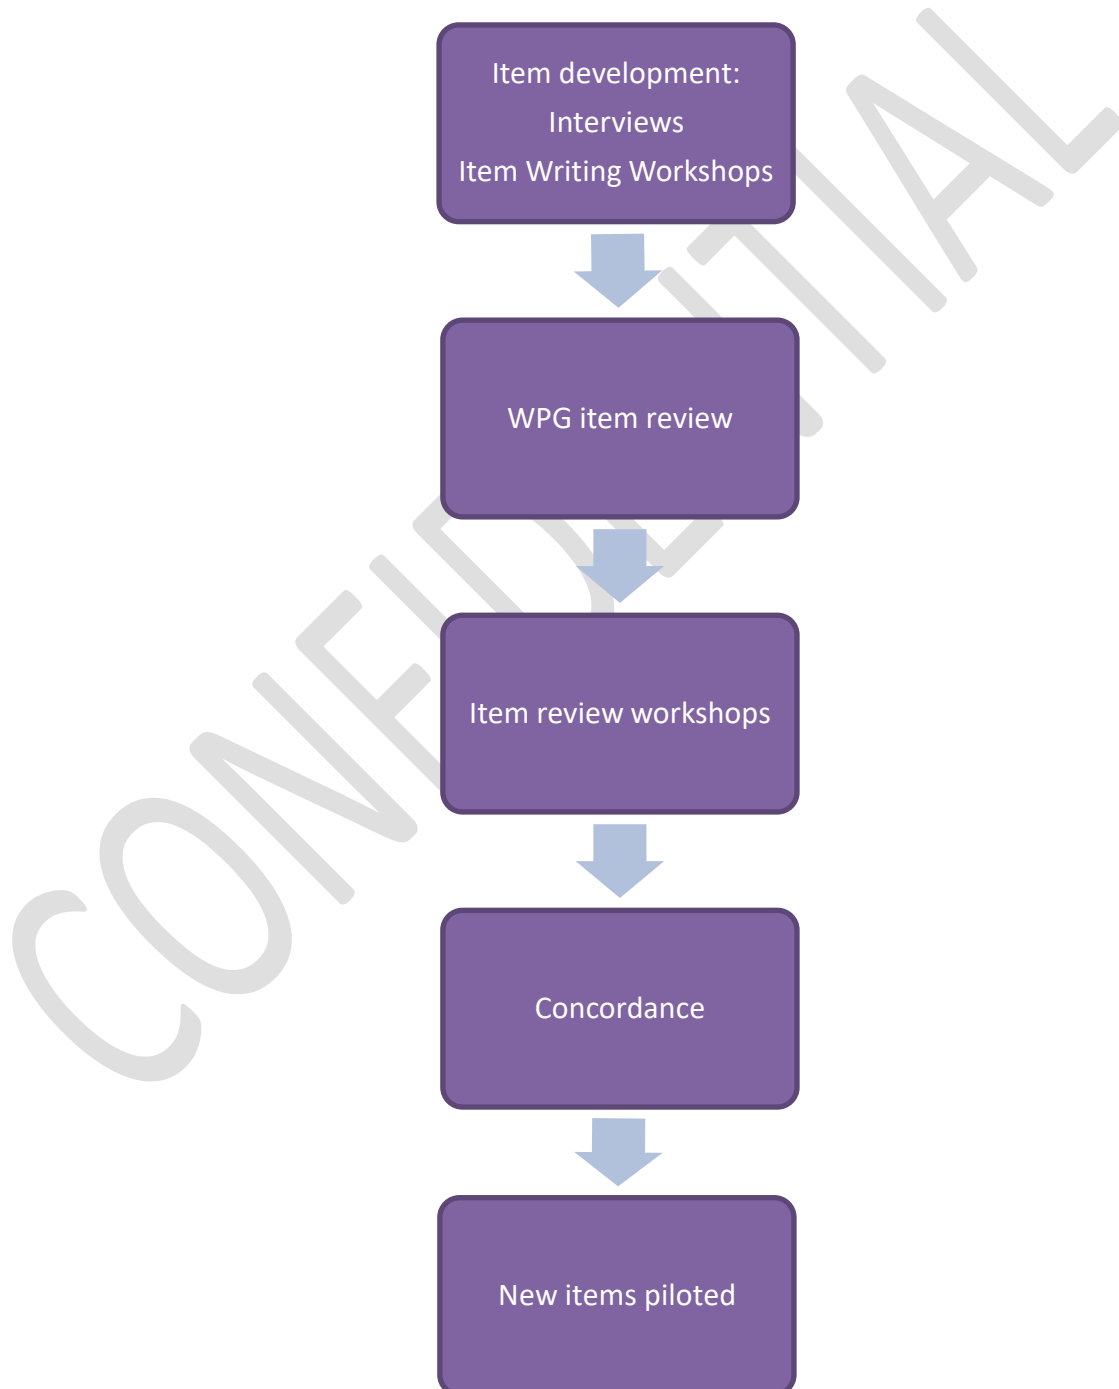 Item development:
Interviews
Item Writing Workshops
WPG item review
Item review workshops
Concordance
New items piloted
CONFIDENTIAL